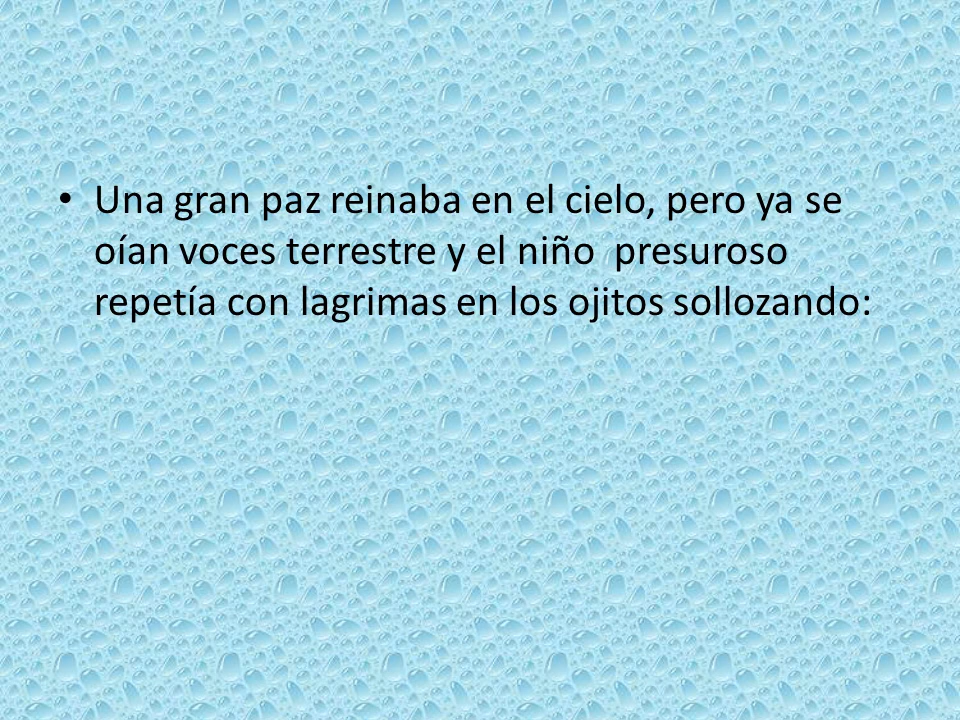 • Una gran paz reinaba en el cielo, pero ya se
oían voces terrestre y el niño  presuroso
repetía con lagrimas en los ojitos sollozando: